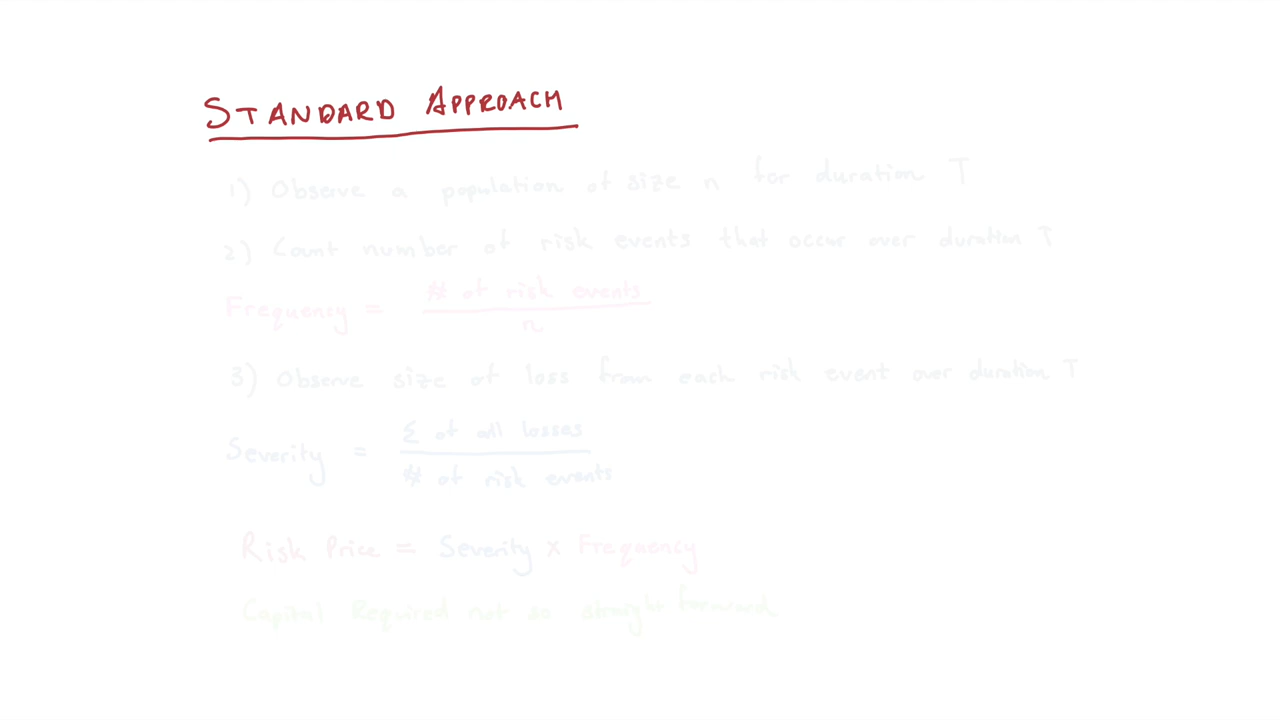 STANDARD APPROACH
1) Observe a population of size n for duration T
2) Count number of risk events that occur over duration T
Frequency = # of risk events
n
3) Observe size of loss from each risk event over duration T
Severity = Σ of all losses
# of risk events
Risk Price = Severity x Frequency
Capital Required not so straight forward